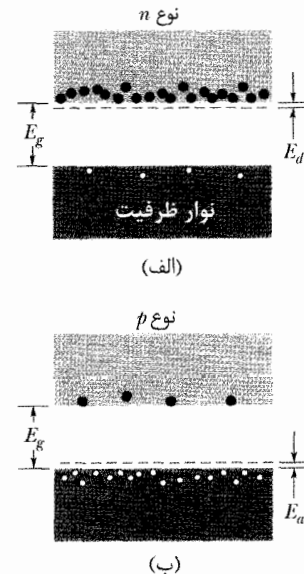 نوع n
E_g
E_d
نوار ظرفیت
(الف)
نوع p
E_g
E_a
(ب)